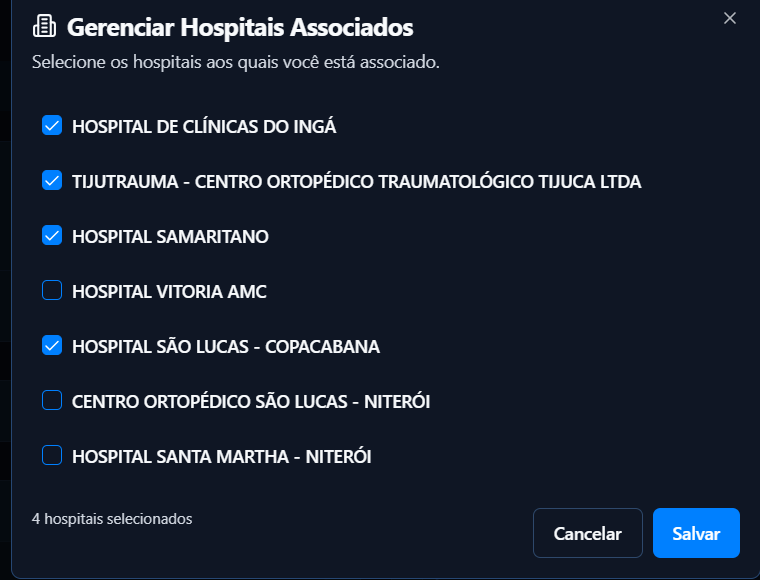 Gerenciar Hospitais Associados
Selecione os hospitais aos quais você está associado.
HOSPITAL DE CLÍNICAS DO INGÁ
TIJUTRAUMA - CENTRO ORTOPÉDICO TRAUMATOLÓGICO TIJUCA LTDA
HOSPITAL SAMARITANO
HOSPITAL VITORIA AMC
HOSPITAL SÃO LUCAS - COPACABANA
CENTRO ORTOPÉDICO SÃO LUCAS - NITERÓI
HOSPITAL SANTA MARTHA - NITERÓI
4 hospitais selecionados
Cancelar
Salvar